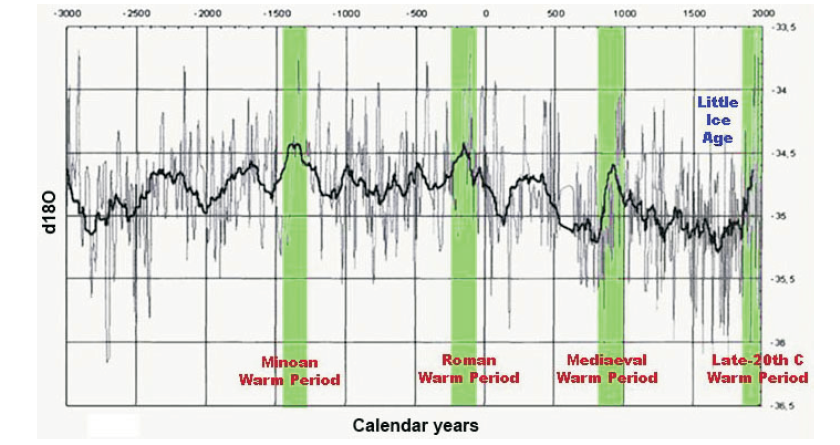 -3000 -2500 -2000 -1500 -1000 -500 0 500 1000 1500 2000
-33,5
-34
-34,5
-35
-35,5
-36
-36,5
d18O
Little
Ice
Age
Minoan
Warm Period
Roman
Warm Period
Mediaeval
Warm Period
Late-20th C
Warm Period
Calendar years